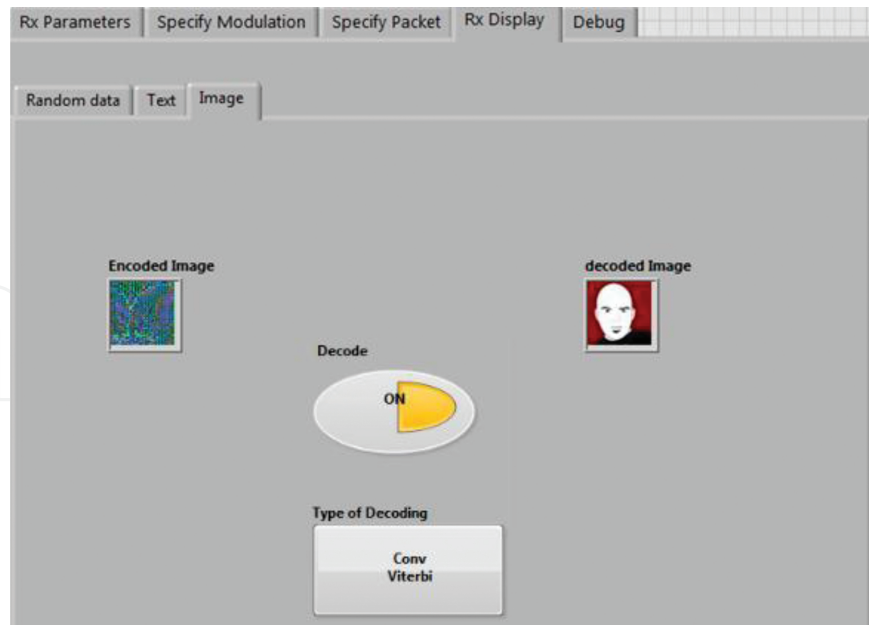 Rx Parameters Specify Modulation Specify Packet Rx Display Debug
Random data Text Image
Encoded Image decoded Image
Decode
ON
Type of Decoding
Conv
Viterbi